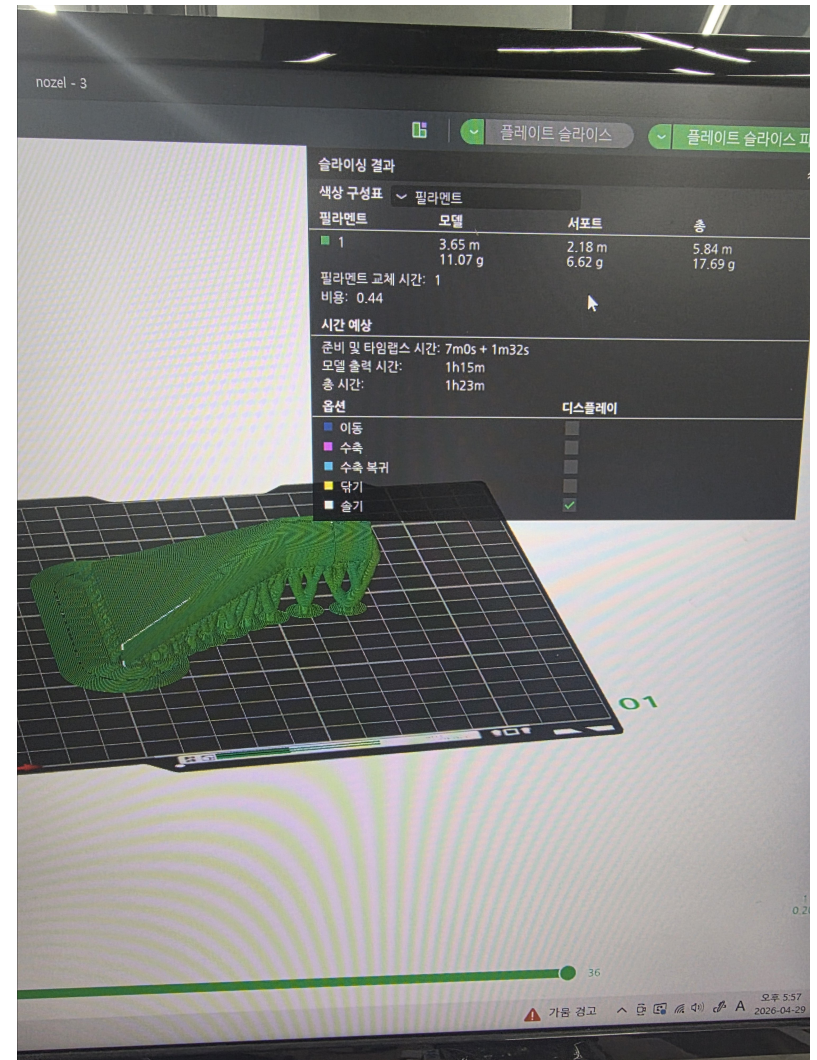 nozel - 3
플레이트 슬라이스
플레이트 슬라이스
슬라이싱 결과
색상 구성표 필라멘트
필라멘트 모델 서포트 총
1 3.65 m 2.18 m 5.84 m
11.07 g 6.62 g 17.69 g
필라멘트 교체 시간: 1
비용: 0.44
시간 예상
준비 및 타임랩스 시간: 7m0s + 1m32s
모델 출력 시간: 1h15m
총 시간: 1h23m
옵션 디스플레이
이동
수축
수축 복귀
닦기
솔기
01
36
가뭄 경고
A
오후 5:57
2026-04-29